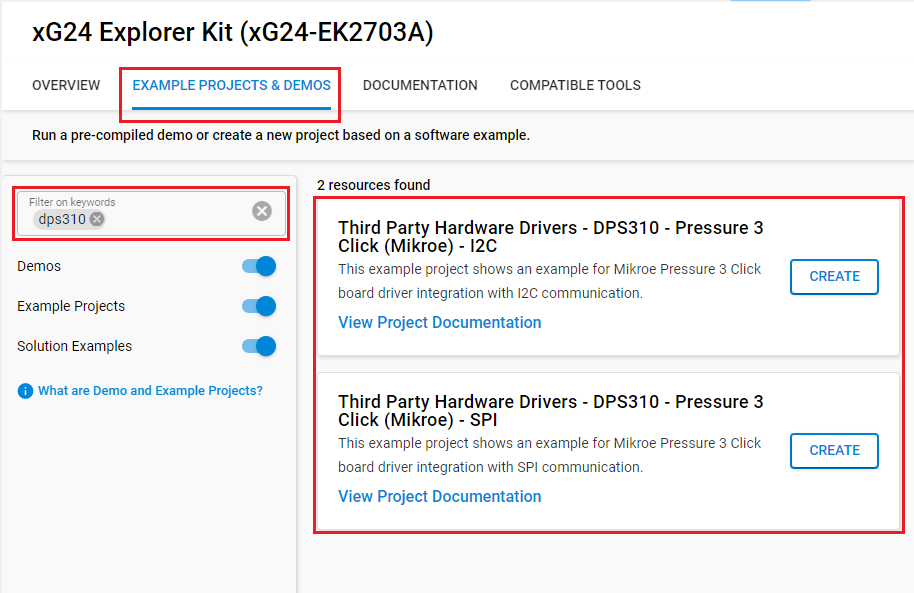 xG24 Explorer Kit (xG24-EK2703A)
OVERVIEW
EXAMPLE PROJECTS & DEMOS
DOCUMENTATION
COMPATIBLE TOOLS
Run a pre-compiled demo or create a new project based on a software example.
Filter on keywords
dps310
Demos
Example Projects
Solution Examples
What are Demo and Example Projects?
2 resources found
Third Party Hardware Drivers - DPS310 - Pressure 3
Click (Mikroe) - I2C
This example project shows an example for Mikroe Pressure 3 Click
board driver integration with I2C communication.
View Project Documentation
CREATE
Third Party Hardware Drivers - DPS310 - Pressure 3
Click (Mikroe) - SPI
This example project shows an example for Mikroe Pressure 3 Click
board driver integration with SPI communication.
View Project Documentation
CREATE